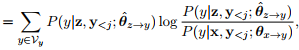 $= \sum_{y \in \mathcal{V}_y} P(y|\mathbf{z}, \mathbf{y}_{<j}; \hat{\boldsymbol{\theta}}_{z \to y}) \log \frac{P(y|\mathbf{z}, \mathbf{y}_{<j}; \hat{\boldsymbol{\theta}}_{z \to y})}{P(y|\mathbf{x}, \mathbf{y}_{<j}; \boldsymbol{\theta}_{x \to y})},$